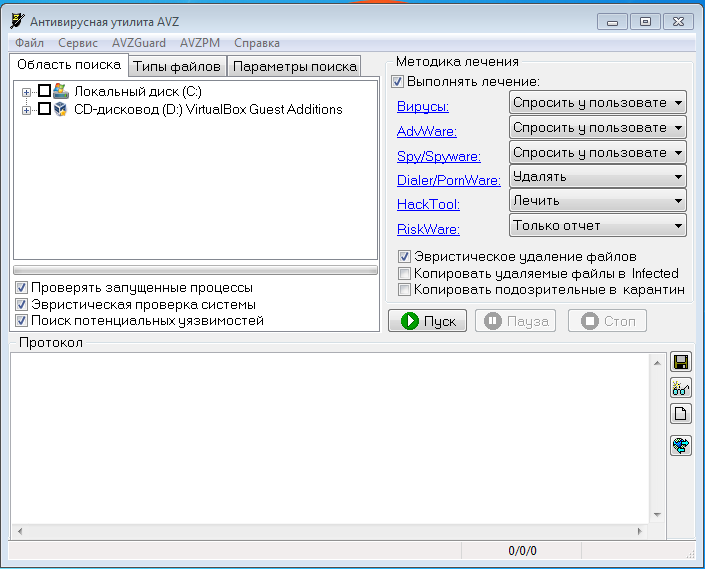 Антивирусная утилита AVZ
Файл Сервис AVZGuard AVZPM Справка
Область поиска Типы файлов Параметры поиска
Локальный диск (C:)
CD-дисковод (D:) VirtualBox Guest Additions
Проверять запущенные процессы
Эвристическая проверка системы
Поиск потенциальных уязвимостей
Методика лечения
Выполнять лечение:
Вирусы: Спросить у пользовате
AdvWare: Спросить у пользовате
Spy/Spyware: Спросить у пользовате
Dialer/PornWare: Удалять
HackTool: Лечить
RiskWare: Только отчет
Эвристическое удаление файлов
Копировать удаляемые файлы в Infected
Копировать подозрительные в карантин
Пуск Пауза Стоп
Протокол
0/0/0